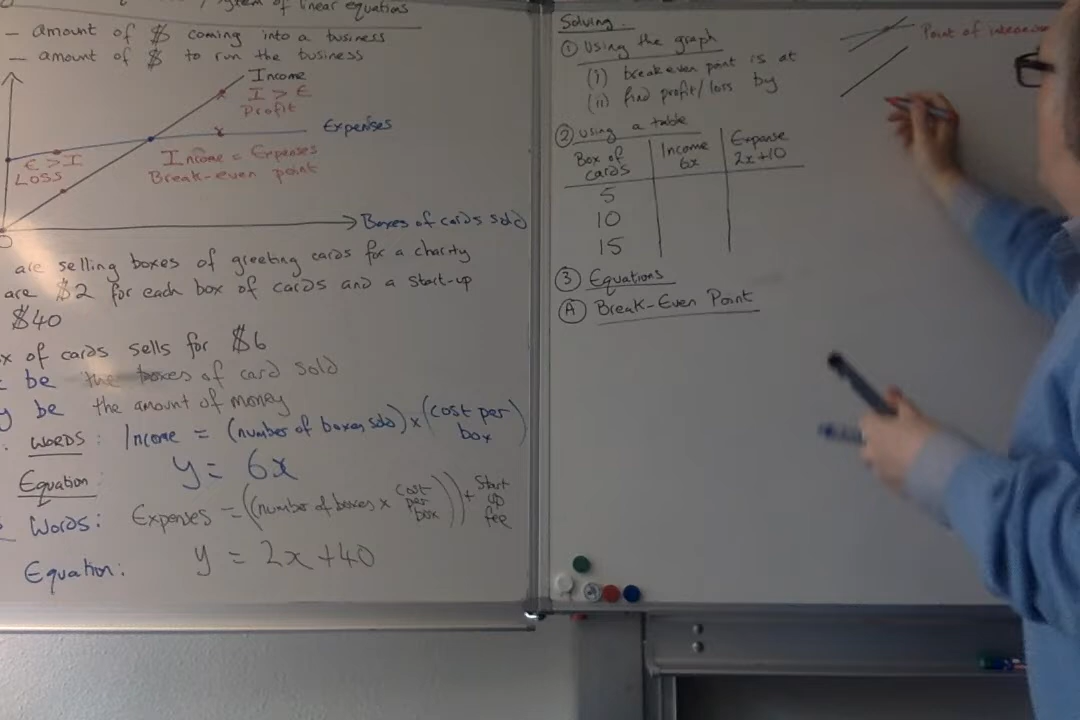 system of linear equations
— amount of $ coming into a business
— amount of $ to run the business
Income
I > E
Profit
Expenses
E > I
LOSS
Income = Expenses
Break-even point
Boxes of cards sold
0
are selling boxes of greeting cards for a charity
are $2 for each box of cards and a start-up
$40
of cards sells for $6
be the boxes of card sold
y be the amount of money
WORDS: Income = (number of boxes sold) × (cost per box)
y = 6x
Equation
Words: Expenses = ((number of boxes × cost per box)) + Start up fee
Equation: y = 2x + 40
Solving
① Using the graph
(i) breakeven point is at
(ii) find profit/loss by
② Using a table
Box of cards
Income 6x
Expense 2x+10
5
10
15
③ Equations
Ⓐ Break-Even Point
Point of